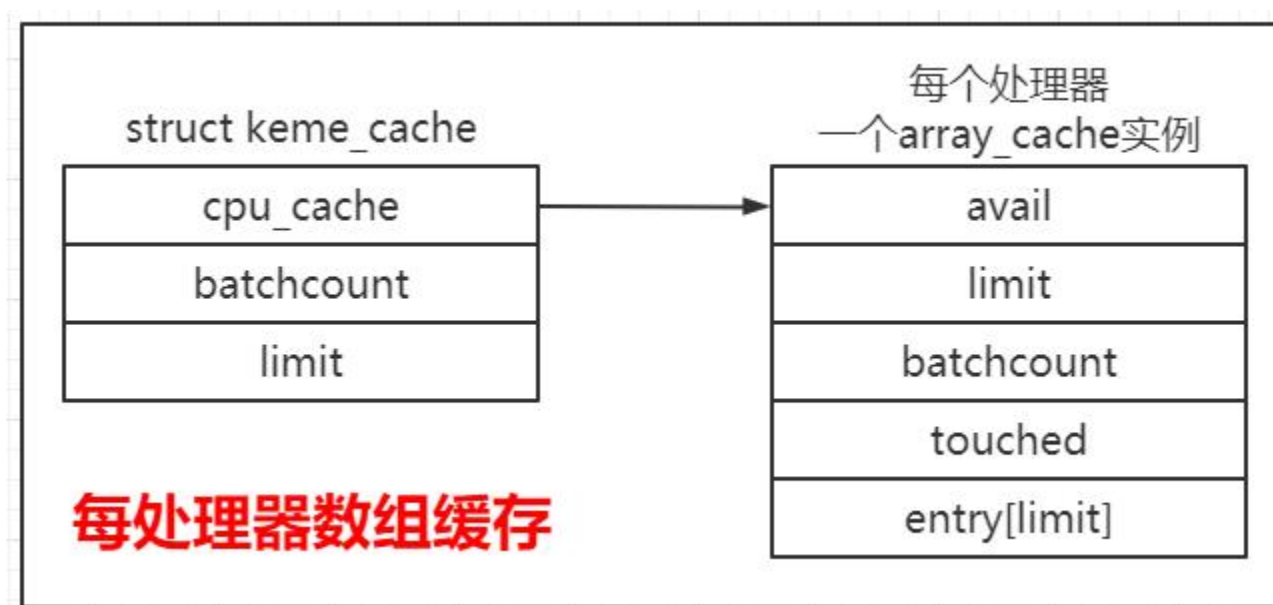 struct keme_cache
cpu_cache
batchcount
limit
每处理器数组缓存
每个处理器
一个array_cache实例
avail
limit
batchcount
touched
entry[limit]